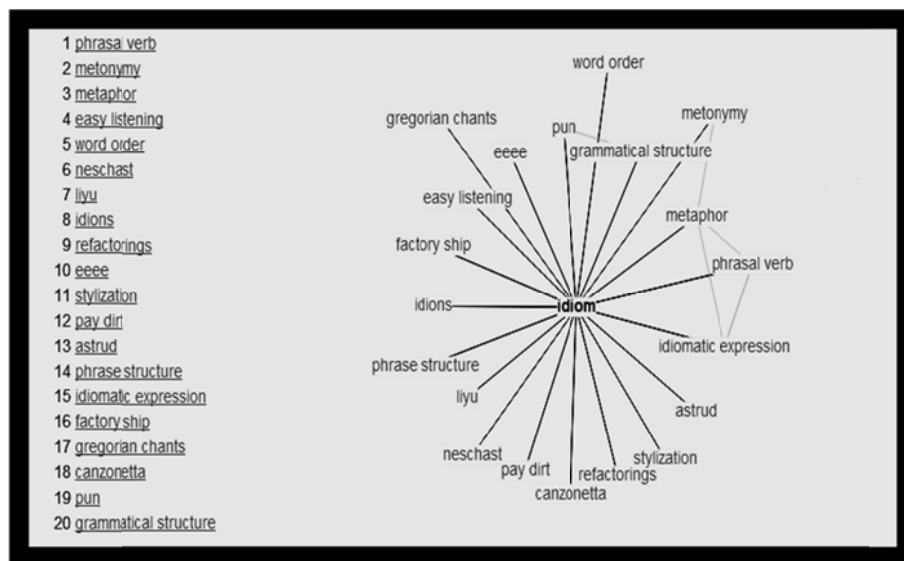 1 phrasal verb
2 metonymy
3 metaphor
4 easy listening
5 word order
6 neschast
7 liyu
8 idions
9 refactorings
10 eeee
11 stylization
12 pay dirt
13 astrud
14 phrase structure
15 idiomatic expression
16 factory ship
17 gregorian chants
18 canzonetta
19 pun
20 grammatical structure
word order
metonymy
gregorian chants
pun
eeee
grammatical structure
easy listening
metaphor
factory ship
phrasal verb
idions
idiom
idiomatic expression
phrase structure
liyu
astrud
neschast
stylization
pay dirt
refactorings
canzonetta